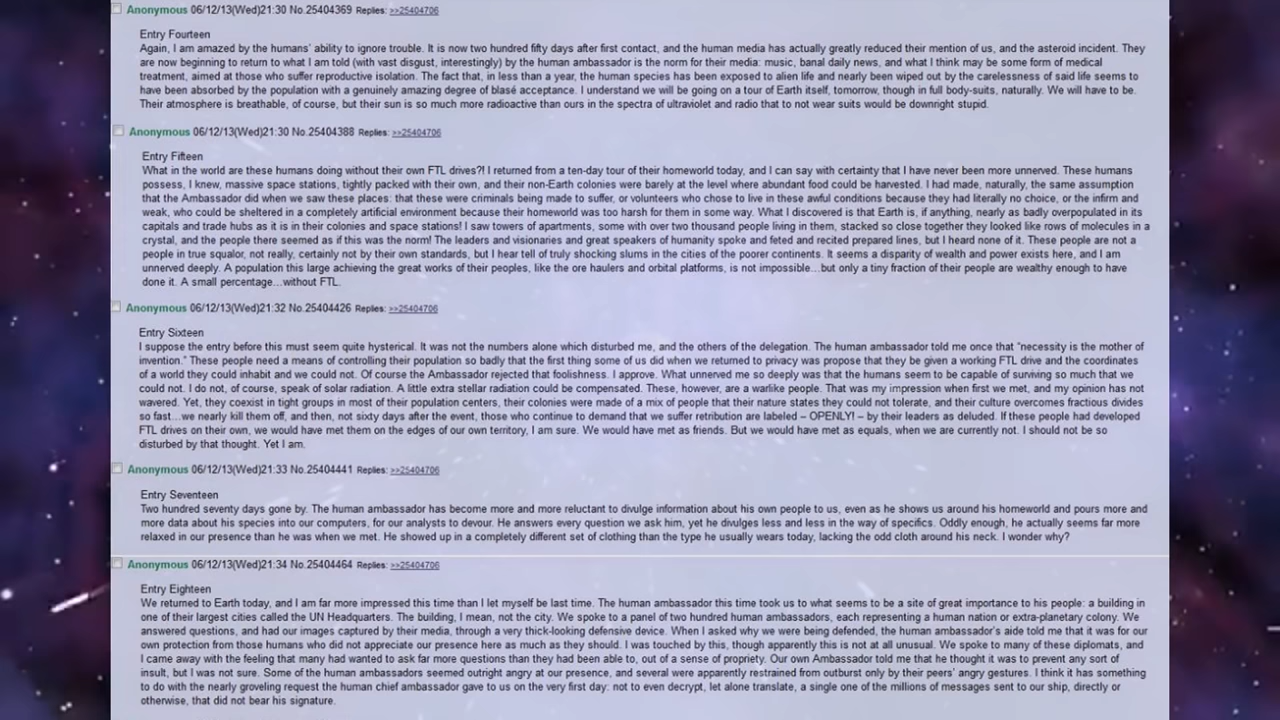 Anonymous 06/12/13(Wed)21:30 No.25404369 Replies: >>25404706
Entry Fourteen
Again, I am amazed by the humans' ability to ignore trouble. It is now two hundred fifty days after first contact, and the human media has actually greatly reduced their mention of us, and the asteroid incident. They
are now beginning to return to what I am told (with vast disgust, interestingly) by the human ambassador is the norm for their media: music, banal daily news, and what I think may be some form of medical
treatment, aimed at those who suffer reproductive isolation. The fact that, in less than a year, the human species has been exposed to alien life and nearly been wiped out by the carelessness of said life seems to
have been absorbed by the population with a genuinely amazing degree of blasé acceptance. I understand we will be going on a tour of Earth itself, tomorrow, though in full body-suits, naturally. We will have to be.
Their atmosphere is breathable, of course, but their sun is so much more radioactive than ours in the spectra of ultraviolet and radio that to not wear suits would be downright stupid.
Anonymous 06/12/13(Wed)21:30 No.25404388 Replies: >>25404706
Entry Fifteen
What in the world are these humans doing without their own FTL drives?! I returned from a ten-day tour of their homeworld today, and I can say with certainty that I have never been more unnerved. These humans
possess, I knew, massive space stations, tightly packed with their own, and their non-Earth colonies were barely at the level where abundant food could be harvested. I had made, naturally, the same assumption
that the Ambassador did when we saw these places: that these were criminals being made to suffer, or volunteers who chose to live in these awful conditions because they had literally no choice, or the infirm and
weak, who could be sheltered in a completely artificial environment because their homeworld was too harsh for them in some way. What I discovered is that Earth is, if anything, nearly as badly overpopulated in its
capitals and trade hubs as it is in their colonies and space stations! I saw towers of apartments, some with over two thousand people living in them, stacked so close together they looked like rows of molecules in a
crystal, and the people there seemed as if this was the norm! The leaders and visionaries and great speakers of humanity spoke and feted and recited prepared lines, but I heard none of it. These people are not a
people in true squalor, not really, certainly not by their own standards, but I hear tell of truly shocking slums in the cities of the poorer continents. It seems a disparity of wealth and power exists here, and I am
unnerved deeply. A population this large achieving the great works of their peoples, like the ore haulers and orbital platforms, is not impossible...but only a tiny fraction of their people are wealthy enough to have
done it. A small percentage...without FTL.
Anonymous 06/12/13(Wed)21:32 No.25404426 Replies: >>25404706
Entry Sixteen
I suppose the entry before this must seem quite hysterical. It was not the numbers alone which disturbed me, and the others of the delegation. The human ambassador told me once that "necessity is the mother of
invention." These people need a means of controlling their population so badly that the first thing some of us did when we returned to privacy was propose that they be given a working FTL drive and the coordinates
of a world they could inhabit and we could not. Of course the Ambassador rejected that foolishness. I approve. What unnerved me so deeply was that the humans seem to be capable of surviving so much that we
could not. I do not, of course, speak of solar radiation. A little extra stellar radiation could be compensated. These, however, are a warlike people. That was my impression when first we met, and my opinion has not
wavered. Yet, they coexist in tight groups in most of their population centers, their colonies were made of a mix of people that their nature states they could not tolerate, and their culture overcomes fractious divides
so fast...we nearly kill them off, and then, not sixty days after the event, those who continue to demand that we suffer retribution are labeled – OPENLY! – by their leaders as deluded. If these people had developed
FTL drives on their own, we would have met them on the edges of our own territory, I am sure. We would have met as friends. But we would have met as equals, when we are currently not. I should not be so
disturbed by that thought. Yet I am.
Anonymous 06/12/13(Wed)21:33 No.25404441 Replies: >>25404706
Entry Seventeen
Two hundred seventy days gone by. The human ambassador has become more and more reluctant to divulge information about his own people to us, even as he shows us around his homeworld and pours more and
more data about his species into our computers, for our analysts to devour. He answers every question we ask him, yet he divulges less and less in the way of specifics. Oddly enough, he actually seems far more
relaxed in our presence than he was when we met. He showed up in a completely different set of clothing than the type he usually wears today, lacking the odd cloth around his neck. I wonder why?
Anonymous 06/12/13(Wed)21:34 No.25404464 Replies: >>25404706
Entry Eighteen
We returned to Earth today, and I am far more impressed this time than I let myself be last time. The human ambassador this time took us to what seems to be a site of great importance to his people: a building in
one of their largest cities called the UN Headquarters. The building, I mean, not the city. We spoke to a panel of two hundred human ambassadors, each representing a human nation or extra-planetary colony. We
answered questions, and had our images captured by their media, through a very thick-looking defensive device. When I asked why we were being defended, the human ambassador's aide told me that it was for our
own protection from those humans who did not appreciate our presence here as much as they should. I was touched by this, though apparently this is not at all unusual. We spoke to many of these diplomats, and
I came away with the feeling that many had wanted to ask far more questions than they had been able to, out of a sense of propriety. Our own Ambassador told me that he thought it was to prevent any sort of
insult, but I was not sure. Some of the human ambassadors seemed outright angry at our presence, and several were apparently restrained from outburst only by their peers' angry gestures. I think it has something
to do with the nearly groveling request the human chief ambassador gave to us on the very first day: not to even decrypt, let alone translate, a single one of the millions of messages sent to our ship, directly or
otherwise, that did not bear his signature.